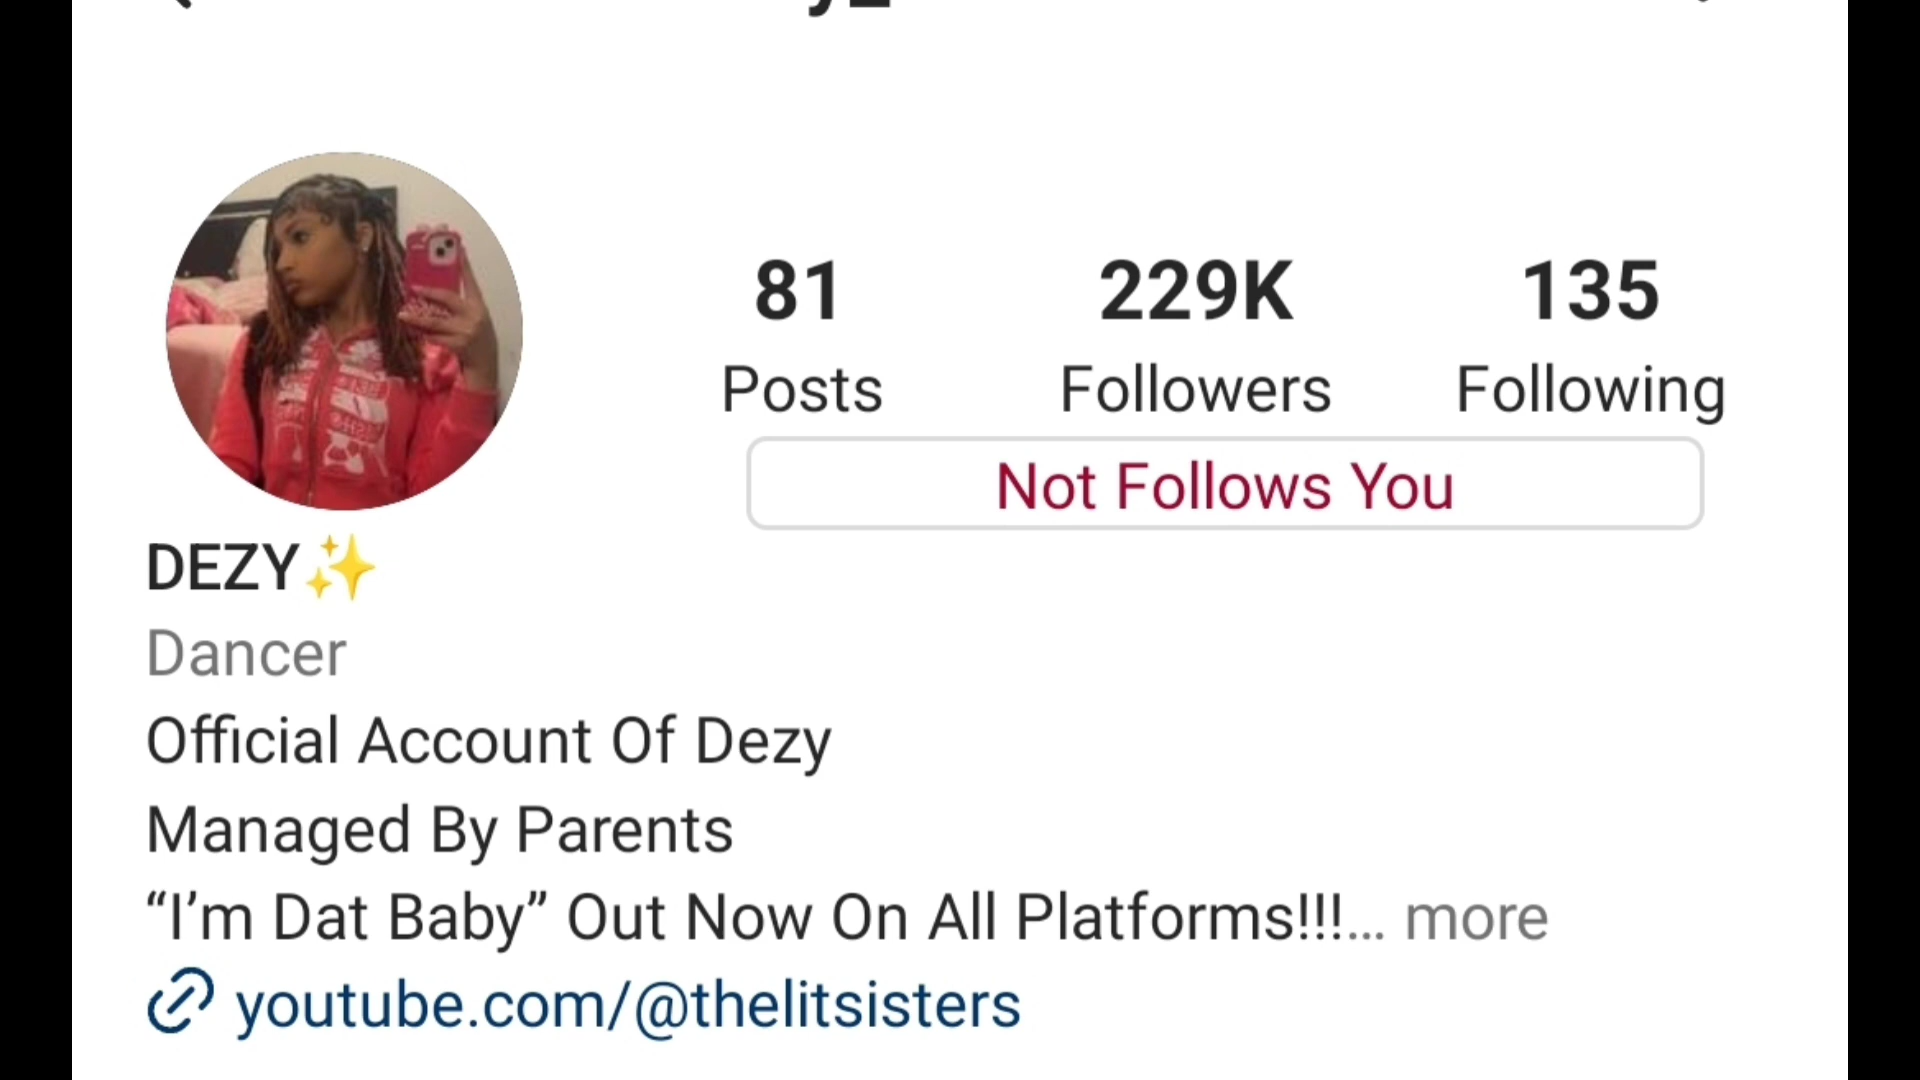 81 229K 135
Posts Followers Following
Not Follows You
DEZY✨
Dancer
Official Account Of Dezy
Managed By Parents
“I’m Dat Baby” Out Now On All Platforms!!!... more
youtube.com/@thelitsisters